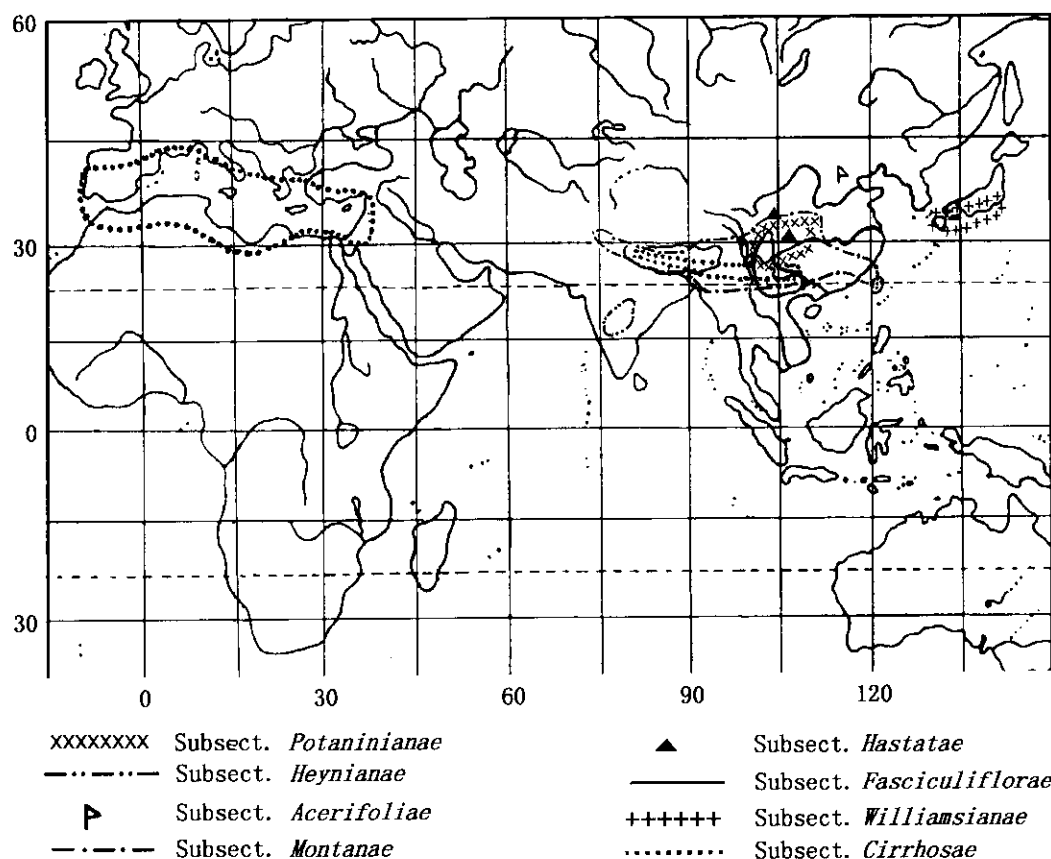 60
30
0
30
0 30 60 90 120
XXXXXXXX Subsect. Potaninianae
Subsect. Heynianae
Subsect. Acerifoliae
Subsect. Montanae
Subsect. Hastatae
Subsect. Fasciculiflorae
++++++ Subsect. Williamsianae
Subsect. Cirrhosae